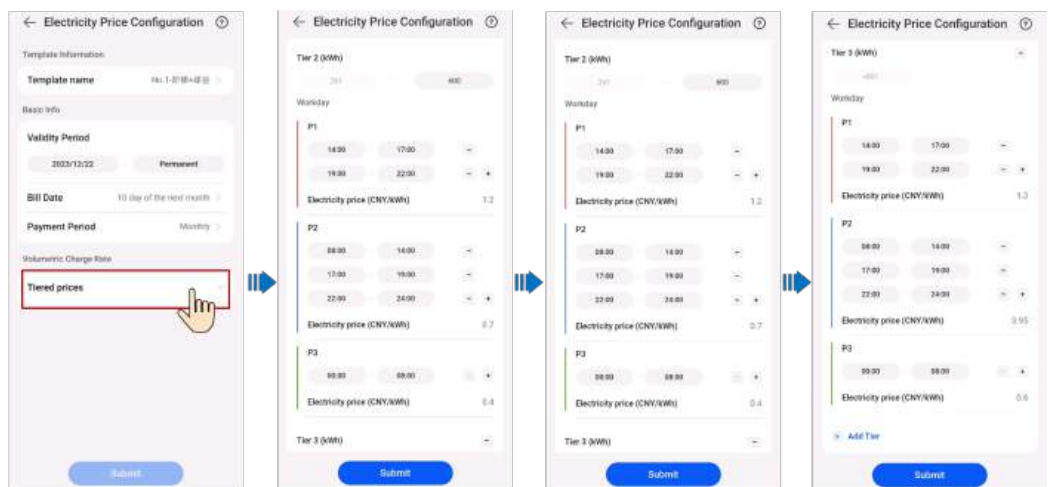 ← Electricity Price Configuration ?
Template Information
Template name No.1-
Basic Info
Validity Period
2023/12/22 Permanent
Bill Date 10 day of the next month >
Payment Period Monthly >
Volumetric Charge Rate
Tiered prices
Submit
← Electricity Price Configuration ?
Tier 2 (kWh)
600
Workday
P1
14:00 17:00 −
19:00 22:00 − +
Electricity price (CNY/kWh) 1.2
P2
08:00 14:00 −
17:00 19:00 −
22:00 24:00 − +
Electricity price (CNY/kWh) 0.7
P3
00:00 08:00 − +
Electricity price (CNY/kWh) 0.4
Tier 3 (kWh) −
Submit
← Electricity Price Configuration ?
Tier 2 (kWh)
600
Workday
P1
14:00 17:00 −
19:00 22:00 − +
Electricity price (CNY/kWh) 1.2
P2
08:00 14:00 −
17:00 19:00 −
22:00 24:00 − +
Electricity price (CNY/kWh) 0.7
P3
00:00 08:00 − +
Electricity price (CNY/kWh) 0.4
Tier 3 (kWh) −
Submit
← Electricity Price Configuration ?
Tier 3 (kWh) −
Workday
P1
14:00 17:00 −
19:00 22:00 − +
Electricity price (CNY/kWh) 1.3
P2
08:00 14:00 −
17:00 19:00 −
22:00 24:00 − +
Electricity price (CNY/kWh) 0.95
P3
00:00 08:00 − +
Electricity price (CNY/kWh) 0.6
+ Add Tier
Submit